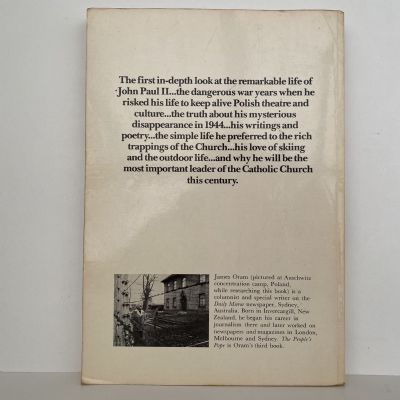 The first in-depth look at the remarkable life of
John Paul II...the dangerous war years when he
risked his life to keep alive Polish theatre and
culture...the truth about his mysterious
disappearance in 1944...his writings and
poetry...the simple life he preferred to the rich
trappings of the Church...his love of skiing
and the outdoor life...and why he will be the
most important leader of the Catholic Church
this century.
James Oram (pictured at Auschwitz
concentration camp, Poland,
while researching this book) is a
columnist and special writer on the
Daily Mirror newspaper, Sydney,
Australia. Born in Invercargill, New
Zealand, he began his career in
journalism there and later worked on
newspapers and magazines in London,
Melbourne and Sydney. The People's
Pope is Oram's third book.